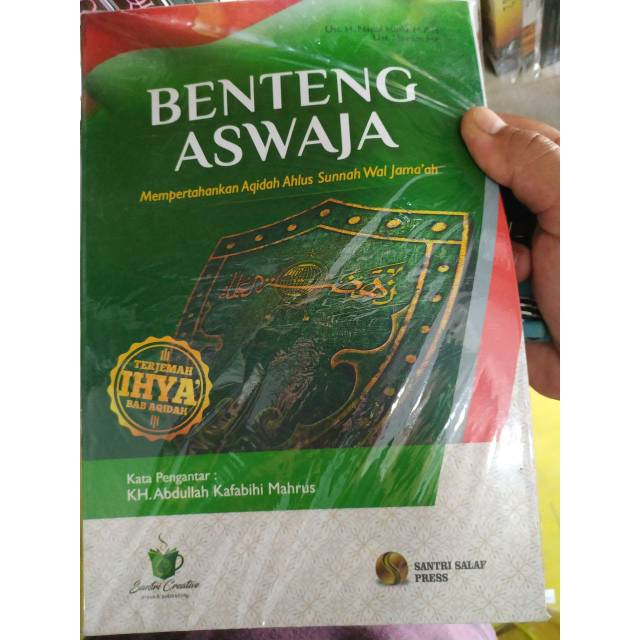 BENTENG
ASWAJA
Mempertahankan Aqidah Ahlus Sunnah Wal Jama'ah
TERJEMAH
IHYA'
BAB AQIDAH
Kata Pengantar :
KH. Abdullah Kafabihi Mahrus
Santri Creative
SANTRI SALAF
PRESS